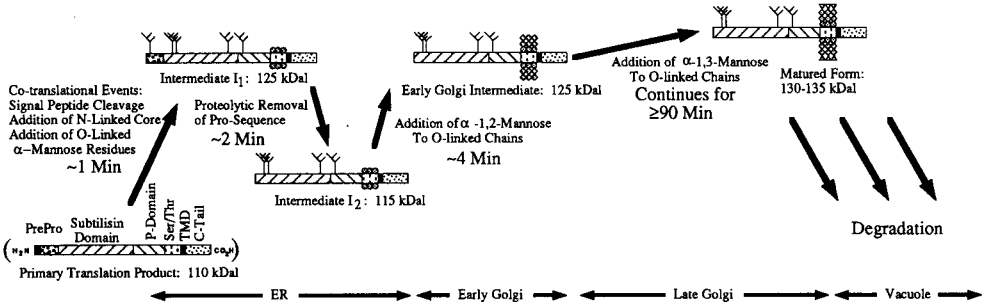 Intermediate I1: 125 kDal
Co-translational Events:
Signal Peptide Cleavage
Addition of N-Linked Core
Addition of O-Linked
α-Mannose Residues
~1 Min
Proteolytic Removal
of Pro-Sequence
~2 Min
Early Golgi Intermediate: 125 kDal
Addition of α -1,2-Mannose
To O-linked Chains
~4 Min
Addition of α-1,3-Mannose
To O-linked Chains
Continues for
≥90 Min
Matured Form:
130-135 kDal
Intermediate I2: 115 kDal
PrePro
Subtilisin
Domain
P-Domain
Ser/Thr
TMD
C-Tail
(H2N CO2H)
Primary Translation Product: 110 kDal
Degradation
ER
Early Golgi
Late Golgi
Vacuole